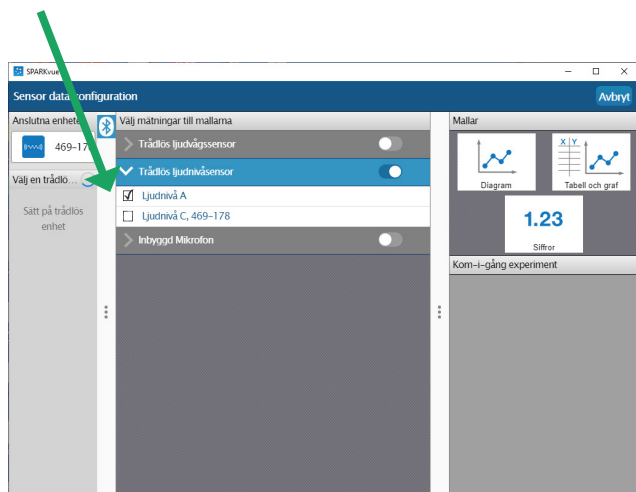 SPARKvue
Sensor data configuration
Avbryt
Anslutna enhete
469-17
Välj en trådlö...
Sätt på trådlös
enhet
Välj mätningar till mallarna
Trådlös ljudvågssensor
Trådlös ljudnivåsensor
Ljudnivå A
Ljudnivå C, 469-178
Inbyggd Mikrofon
Mallar
Diagram
X Y
Tabell och graf
1.23
Siffror
Kom-i-gång experiment